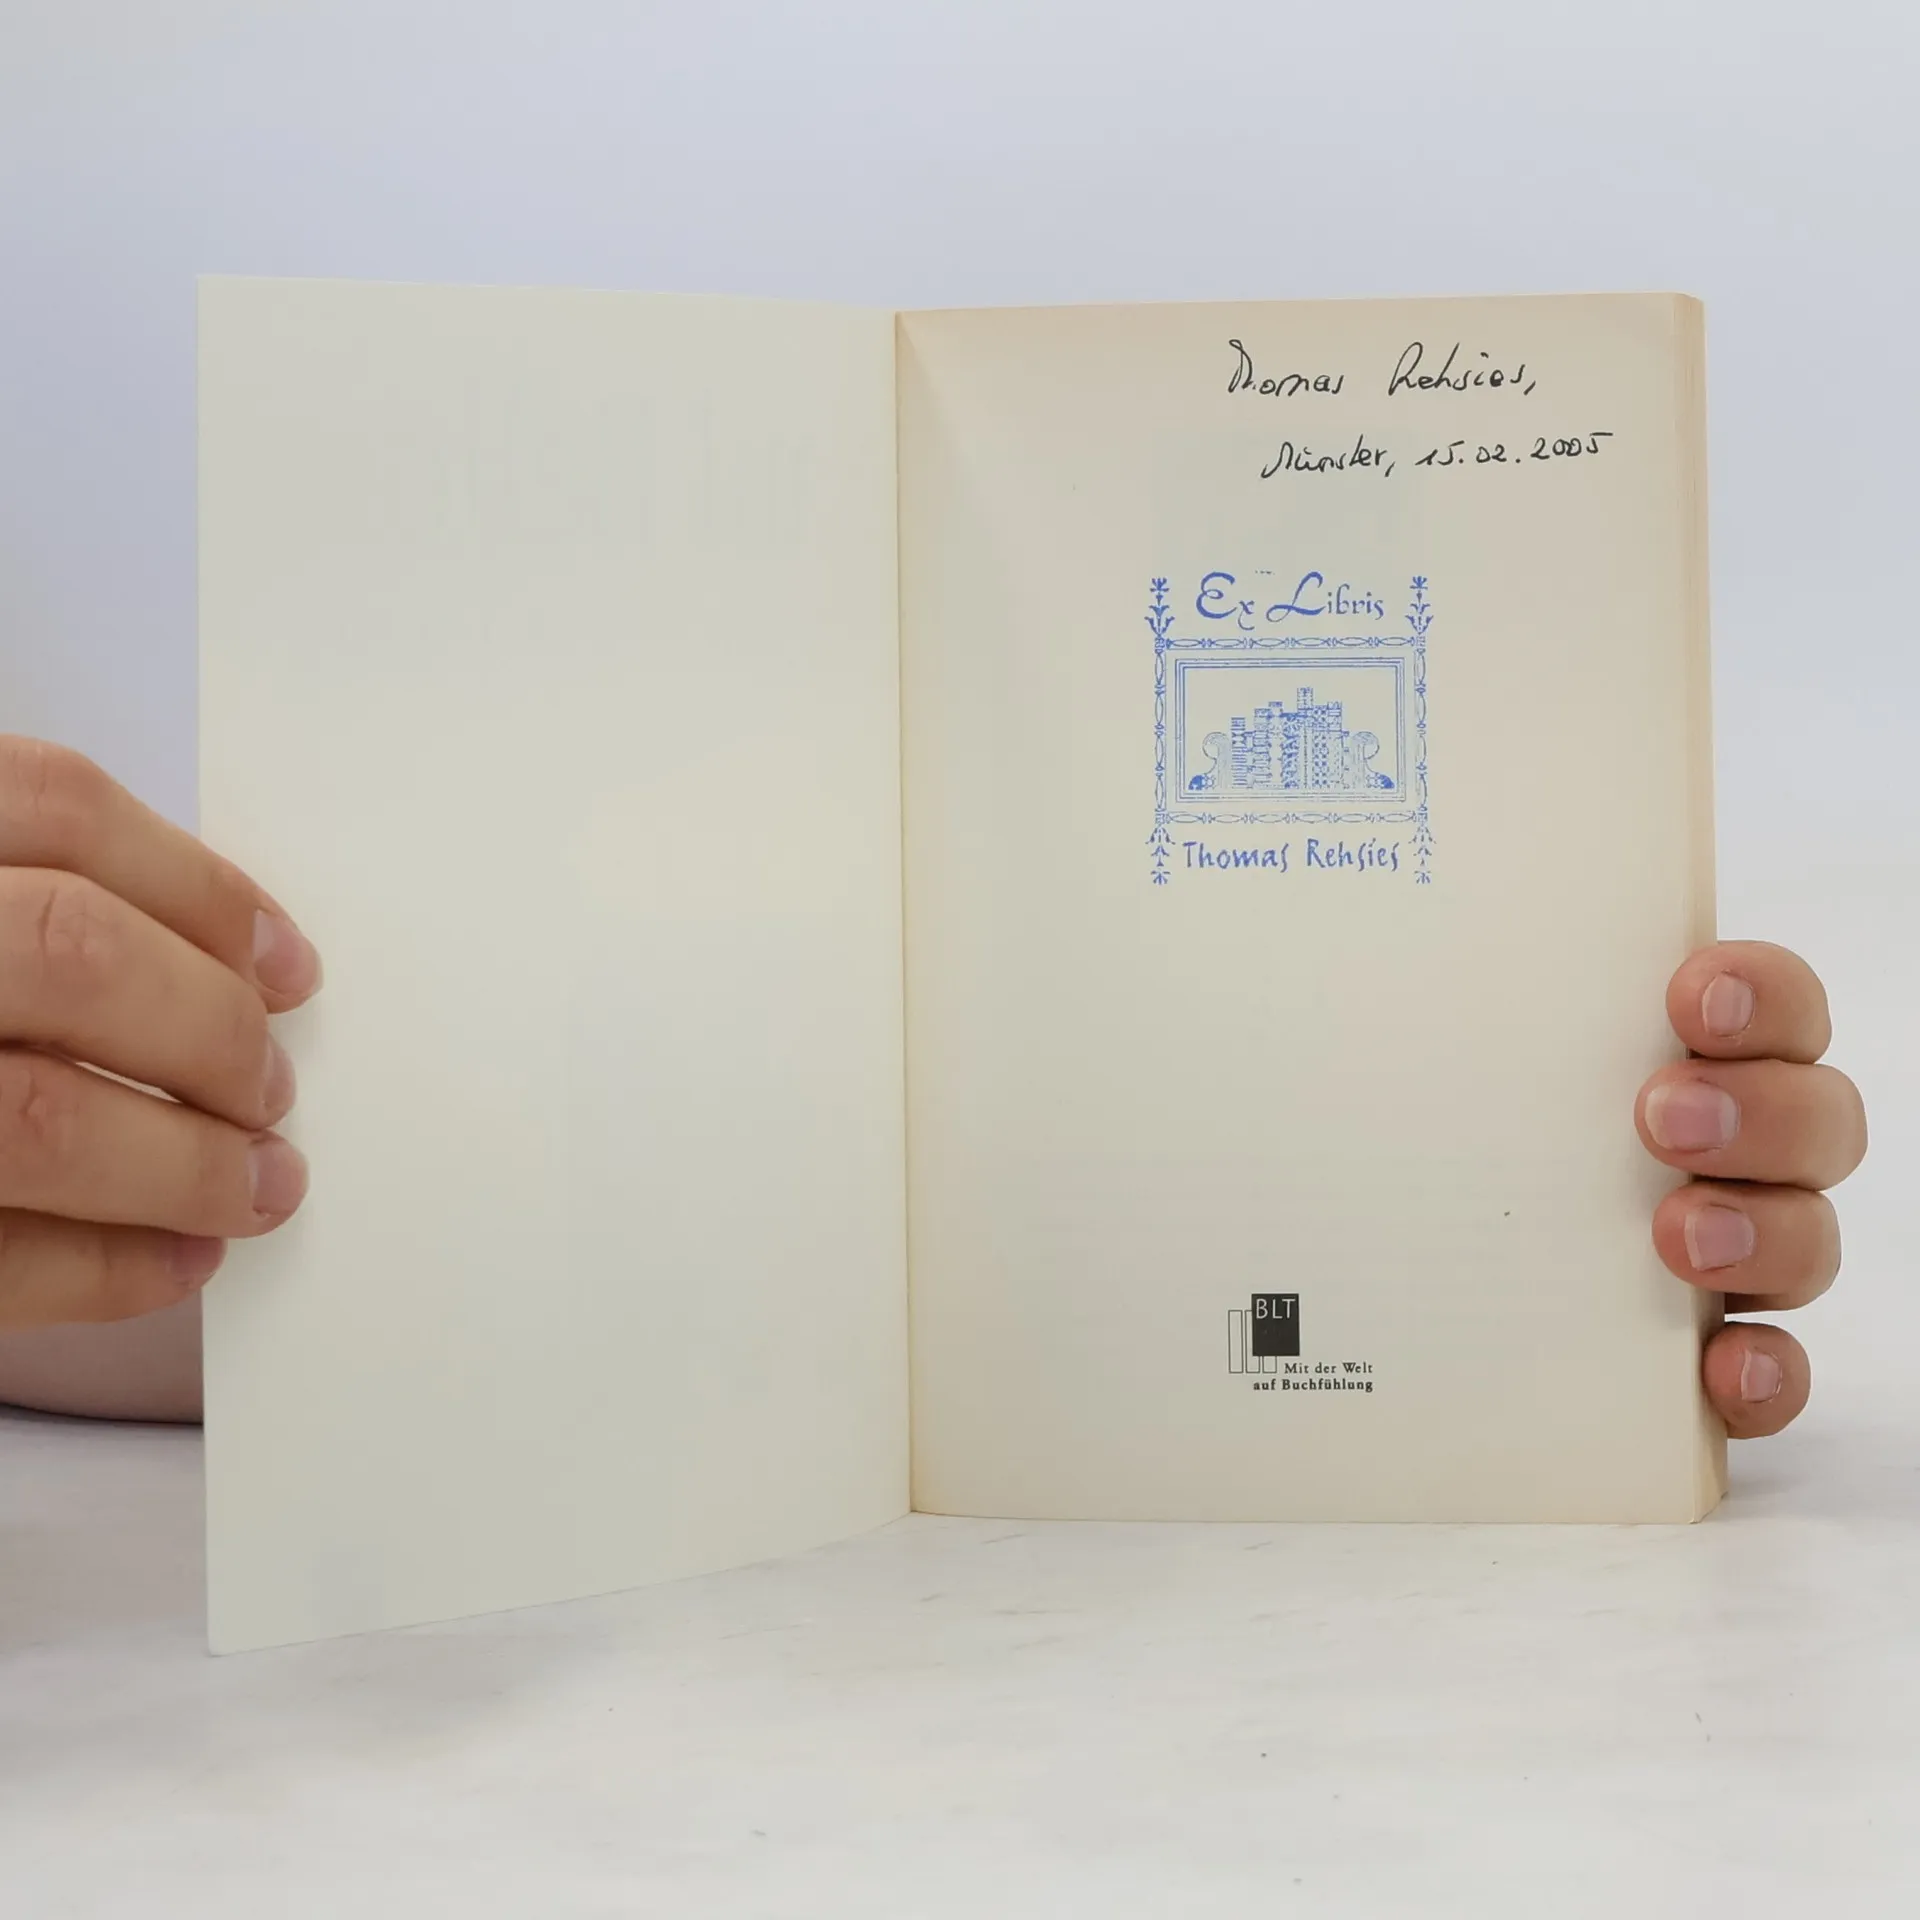 Thomas Rehsies,
Münster, 15.02.2005
Ex Libris
Thomas Rehsies
BLT
Mit der Welt
auf Buchfühlung